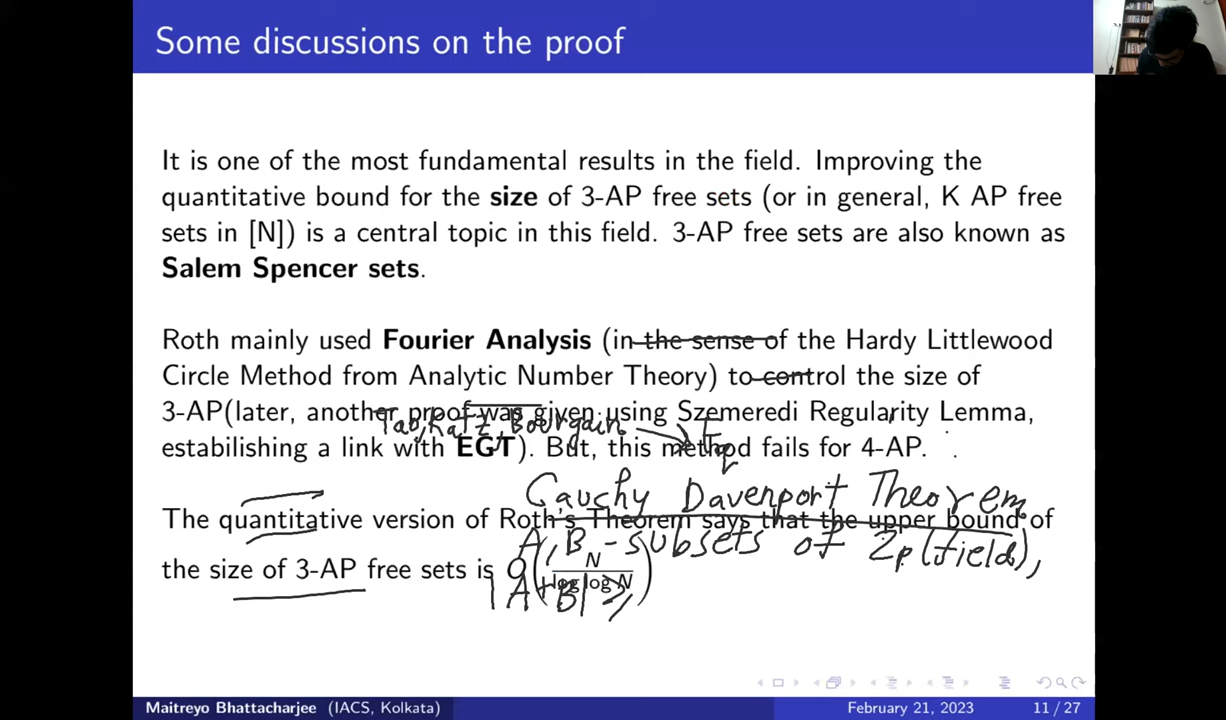 Some discussions on the proof
It is one of the most fundamental results in the field. Improving the
quantitative bound for the size of 3-AP free sets (or in general, K AP free
sets in [N]) is a central topic in this field. 3-AP free sets are also known as
Salem Spencer sets.
Roth mainly used Fourier Analysis (in the sense of the Hardy Littlewood
Circle Method from Analytic Number Theory) to control the size of
3-AP(later, another proof was given using Szemeredi Regularity Lemma,
Tao, Katz, Bourgain → F_q
estabilishing a link with EGT). But, this method fails for 4-AP.
Cauchy Davenport Theorem
The quantitative version of Roth's Theorem says that the upper bound of
A, B - subsets of Z_p (field),
the size of 3-AP free sets is O(N / log log N)
|A+B| ≥
Maitreyo Bhattacharjee (IACS, Kolkata) February 21, 2023 11 / 27